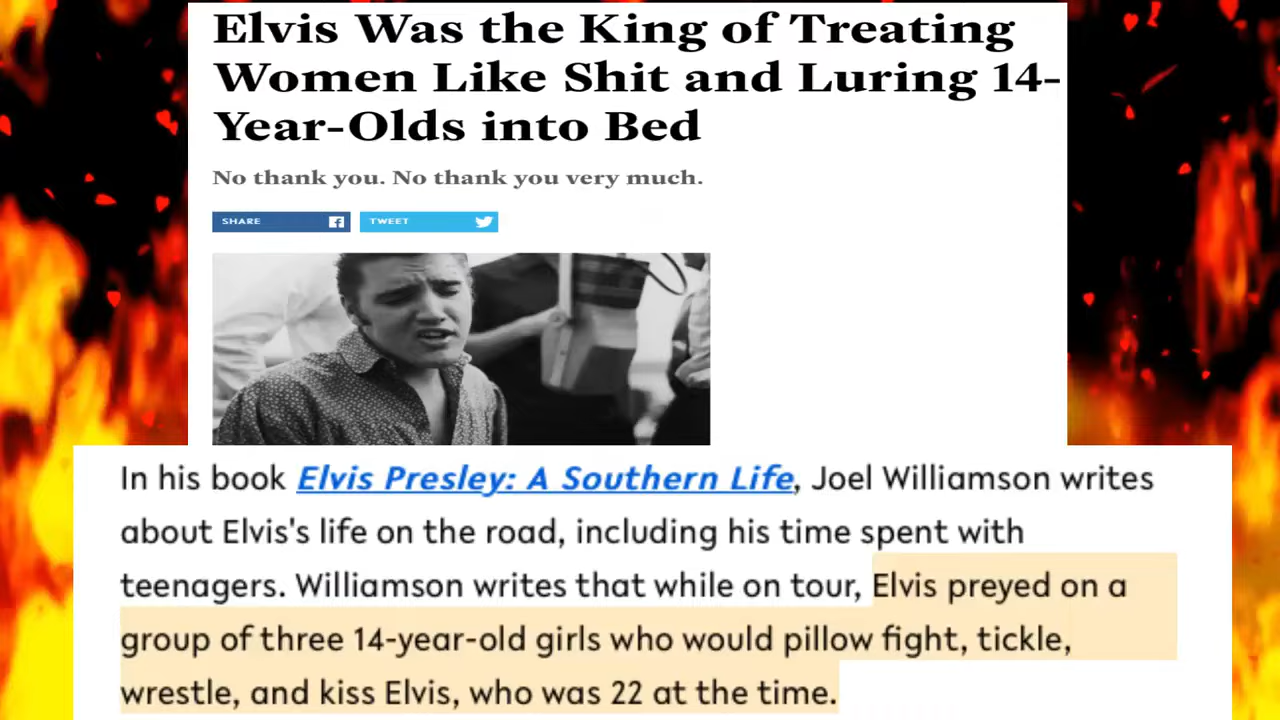 Elvis Was the King of Treating
Women Like Shit and Luring 14-
Year-Olds into Bed
No thank you. No thank you very much.
SHARE
TWEET
In his book Elvis Presley: A Southern Life, Joel Williamson writes
about Elvis's life on the road, including his time spent with
teenagers. Williamson writes that while on tour, Elvis preyed on a
group of three 14-year-old girls who would pillow fight, tickle,
wrestle, and kiss Elvis, who was 22 at the time.